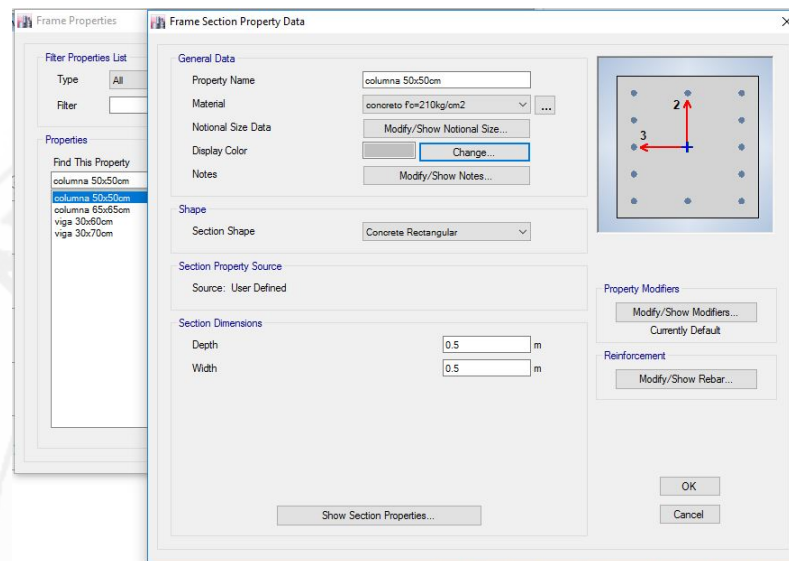 Frame Properties
Filter Properties List
Type All
Filter
Properties
Find This Property
columna 50x50cm
columna 50x50cm
columna 65x65cm
viga 30x60cm
viga 30x70cm
Frame Section Property Data
General Data
Property Name columna 50x50cm
Material concreto f'c=210kg/cm2 ...
Notional Size Data Modify/Show Notional Size...
Display Color Change...
Notes Modify/Show Notes...
Shape
Section Shape Concrete Rectangular
Section Property Source
Source: User Defined
Section Dimensions
Depth 0.5 m
Width 0.5 m
Show Section Properties...
2
3
Property Modifiers
Modify/Show Modifiers...
Currently Default
Reinforcement
Modify/Show Rebar...
OK
Cancel